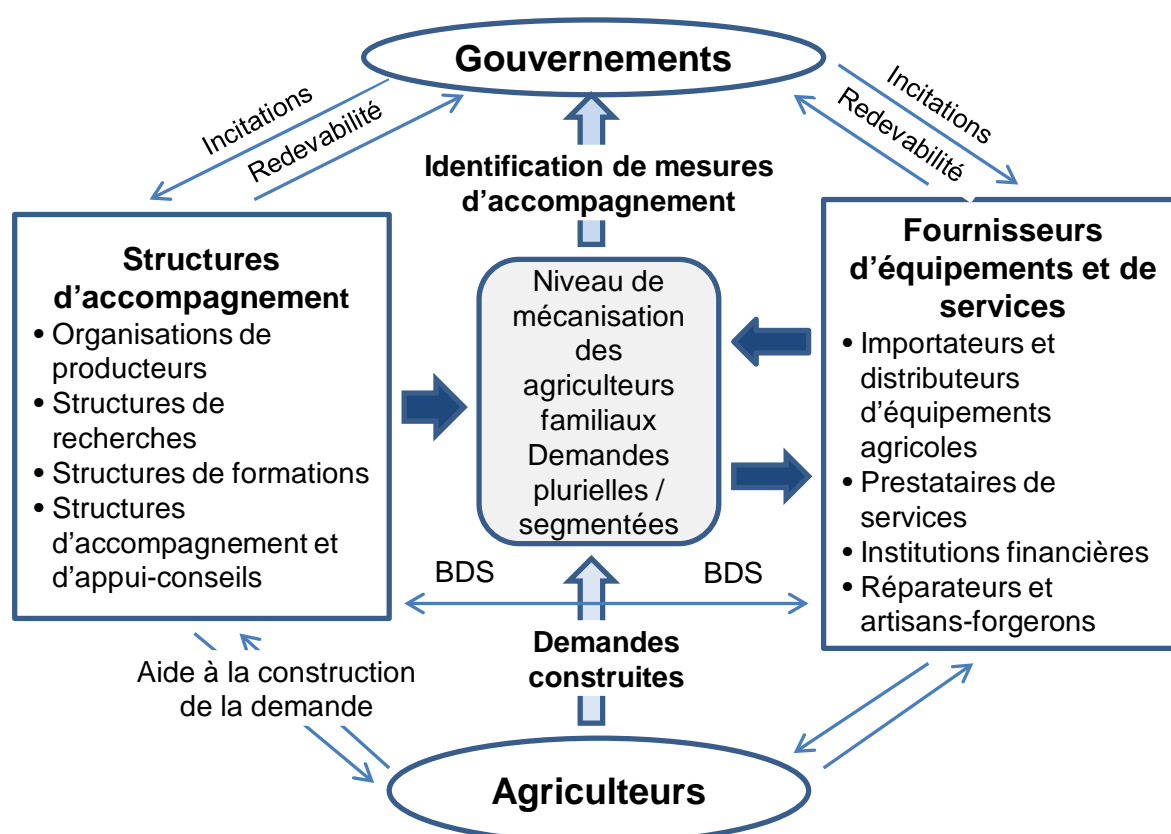 Gouvernements
Incitations
Redevabilité
Incitations
Redevabilité
Identification de mesures
d’accompagnement
Structures
d’accompagnement
• Organisations de
producteurs
• Structures de
recherches
• Structures de formations
• Structures
d’accompagnement et
d’appui-conseils
Niveau de
mécanisation
des
agriculteurs
familiaux
Demandes
plurielles /
segmentées
Fournisseurs
d’équipements et de
services
• Importateurs et
distributeurs
d’équipements
agricoles
• Prestataires de
services
• Institutions financières
• Réparateurs et
artisans-forgerons
BDS
BDS
Demandes
construites
Aide à la construction
de la demande
Agriculteurs